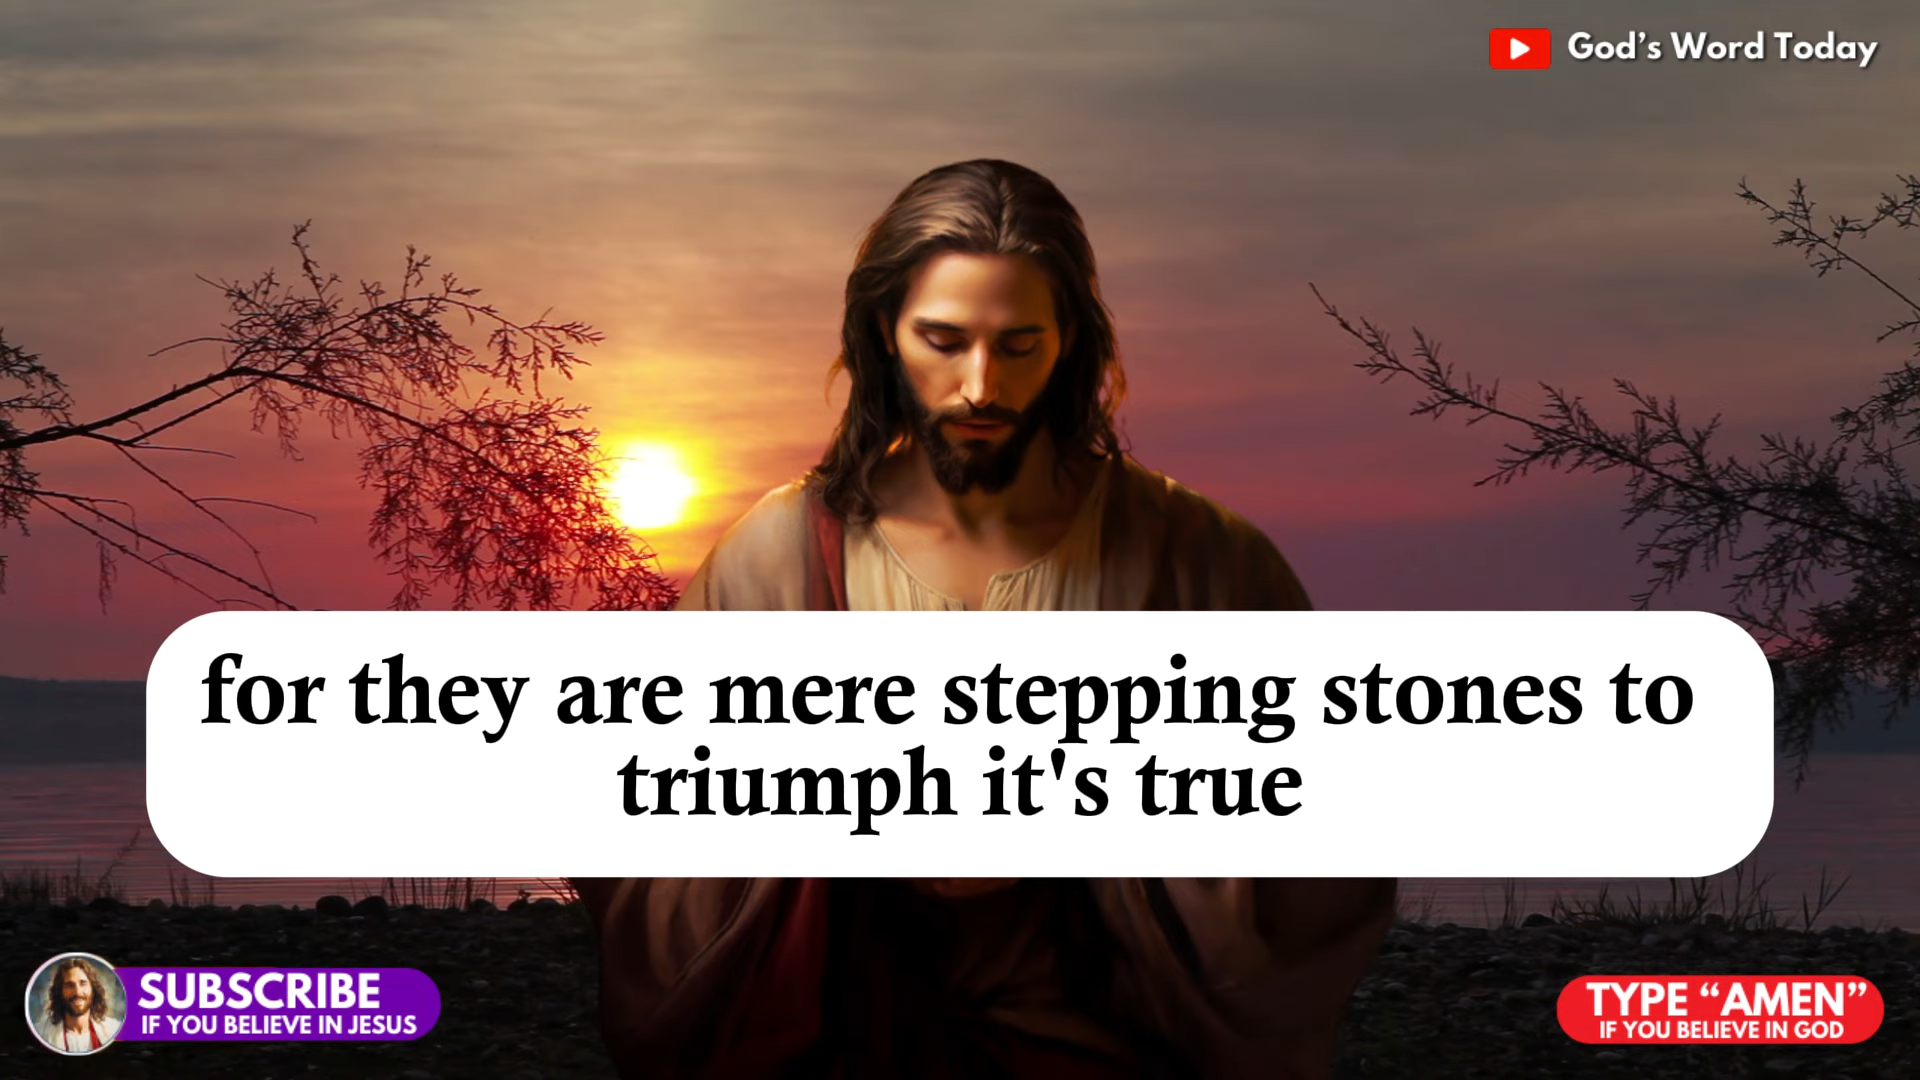 God's Word Today
for they are mere stepping stones to
triumph it's true
SUBSCRIBE
IF YOU BELIEVE IN JESUS
TYPE “AMEN”
IF YOU BELIEVE IN GOD